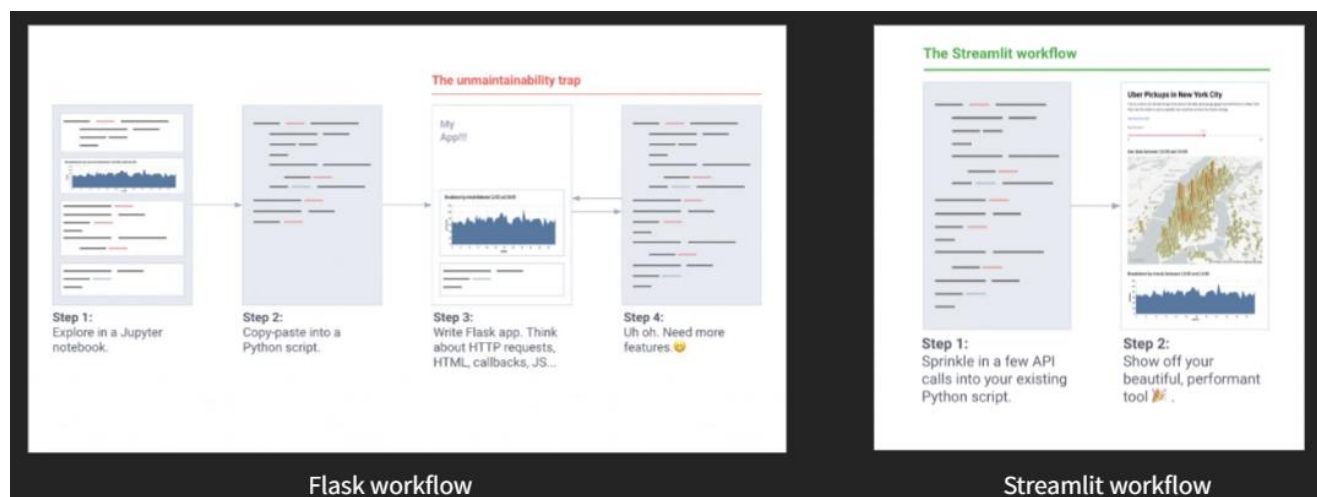 The unmaintainability trap
My
App!!!
Step 1:
Explore in a Jupyter
notebook.
Step 2:
Copy-paste into a
Python script.
Step 3:
Write Flask app. Think
about HTTP requests,
HTML, callbacks, JS...
Step 4:
Uh oh. Need more
features.
Flask workflow
The Streamlit workflow
Uber Pickups in New York City
Step 1:
Sprinkle in a few API
calls into your existing
Python script.
Step 2:
Show off your
beautiful, performant
tool 🎉 .
Streamlit workflow